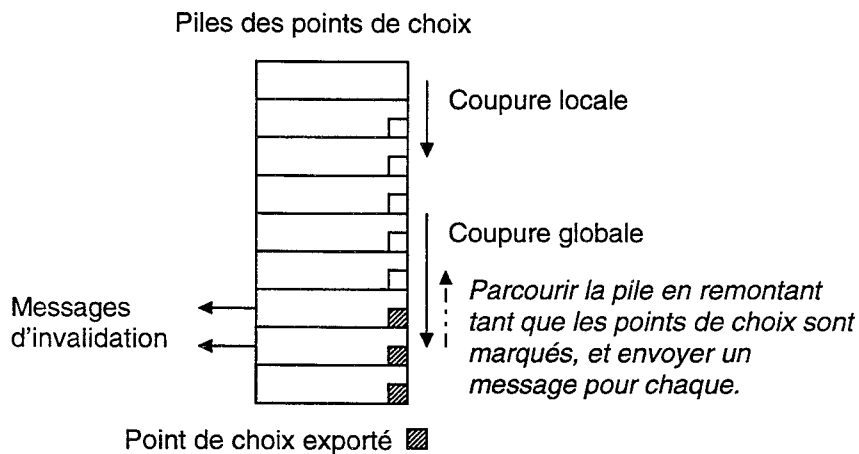 Piles des points de choix
Coupure locale
Coupure globale
Messages
d'invalidation
Parcourir la pile en remontant
tant que les points de choix sont
marqués, et envoyer un
message pour chaque.
Point de choix exporté